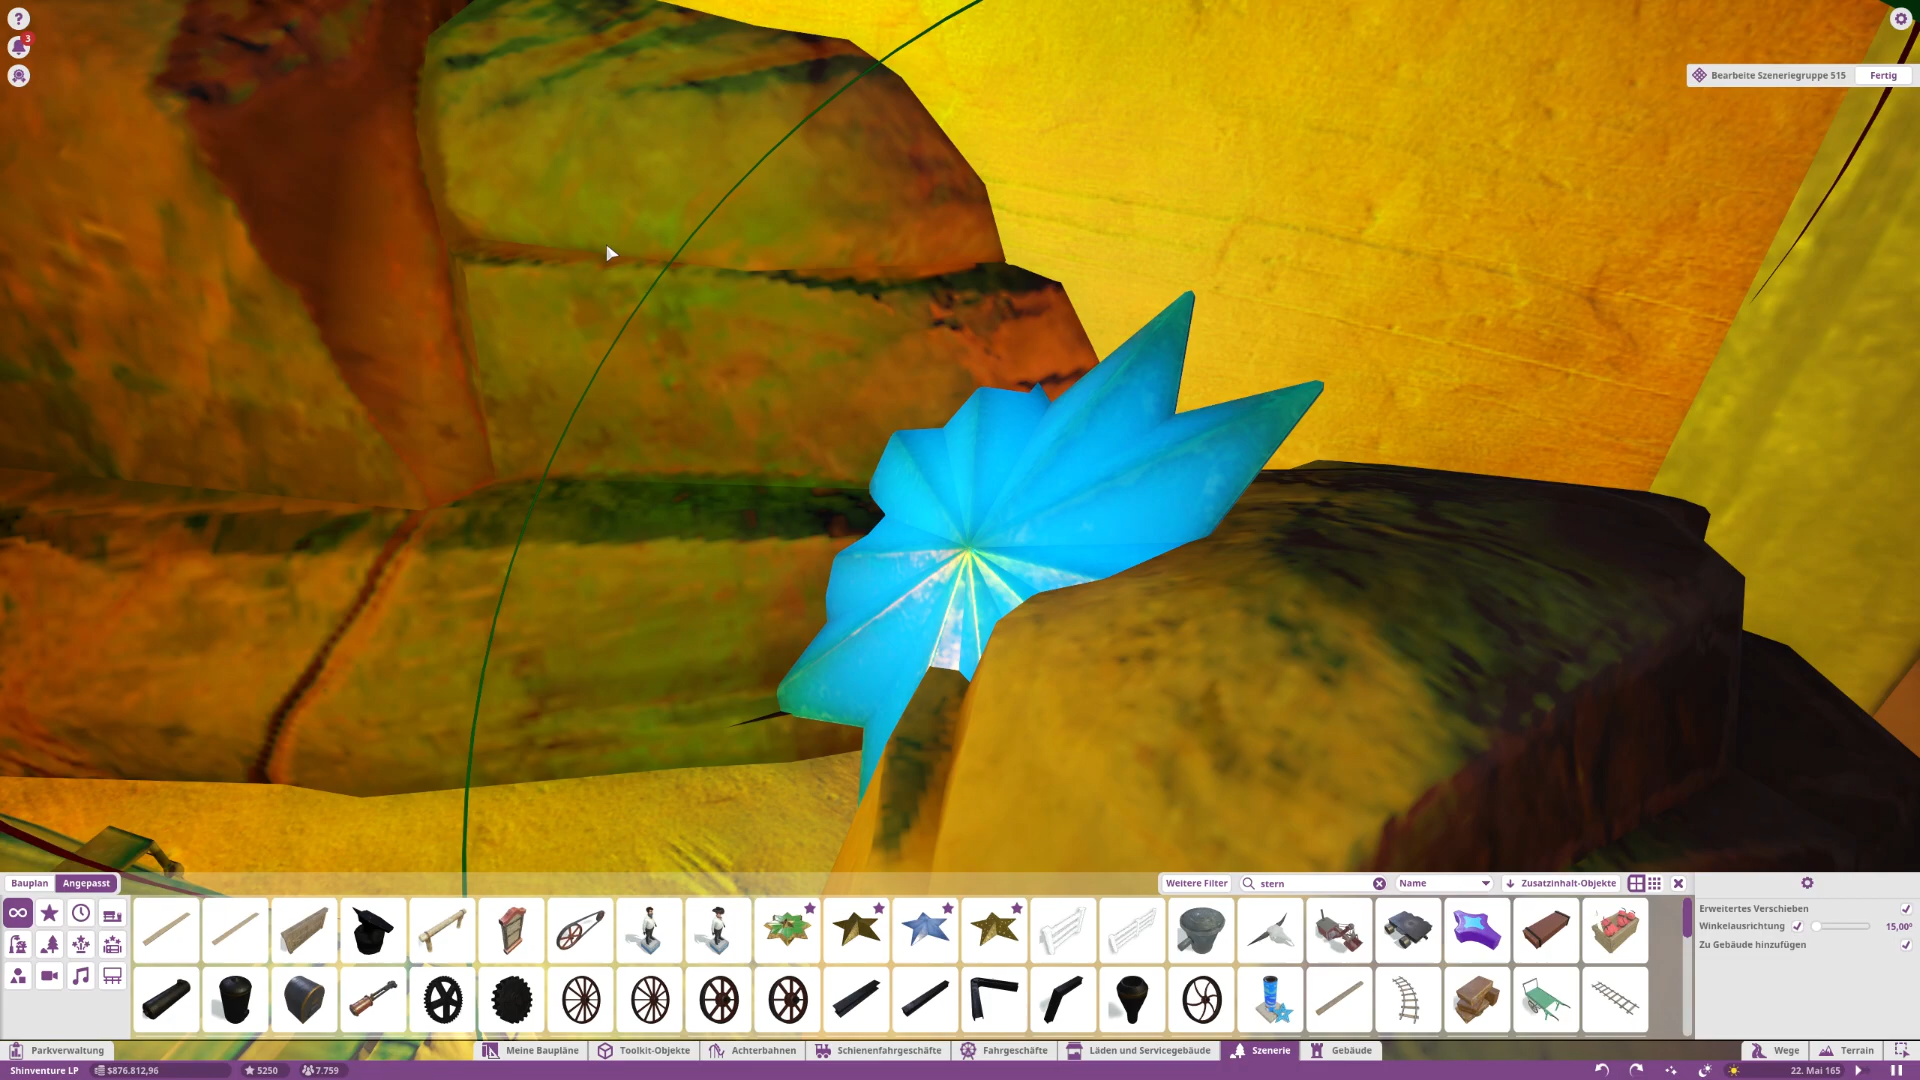 ?
3
Bearbeite Szeneriegruppe 515 Fertig
Bauplan Angepasst Weitere Filter stern Name Zusatzinhalt-Objekte
Erweitertes Verschieben
Winkelausrichtung 15,00°
Zu Gebäude hinzufügen
Parkverwaltung Meine Baupläne Toolkit-Objekte Achterbahnen Schienenfahrgeschäfte Fahrgeschäfte Läden und Servicegebäude Szenerie Gebäude Wege Terrain
Shinventure LP $876.812,96 5250 7.759 22. Mai 165